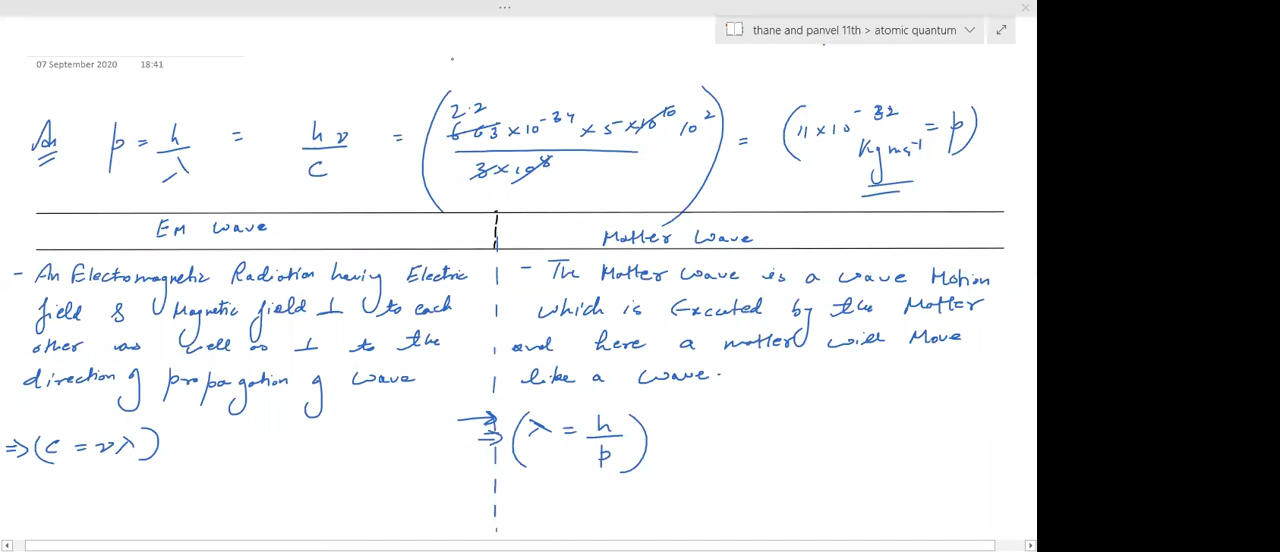 thane and panvel 11th > atomic quantum
07 September 2020 18:41
Ans p = h/λ = hν/c = (2.2 6.63 × 10^-34 × 5 × 10^10 10^2 / 3 × 10^8) = (11 × 10^-32 kg ms^-1 = p)
EM wave
Matter wave
- An Electromagnetic Radiation having Electric
field & Magnetic field ⊥ to each
other as well as ⊥ to the
direction of propagation of wave
⇒ (c = νλ)
- The Matter wave is a wave Motion
which is Excuted by the Matter
and here a matter will Move
like a wave.
→ ⇒ (λ = h/p)